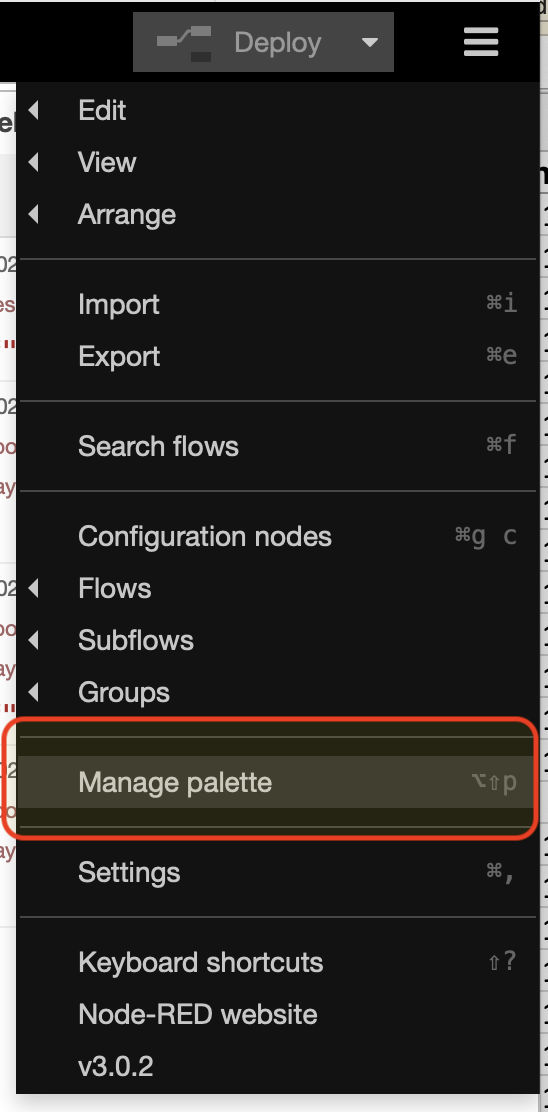 Deploy
Edit
View
Arrange
Import ⌘i
Export ⌘e
Search flows ⌘f
Configuration nodes ⌘g c
Flows
Subflows
Groups
Manage palette ⌥⇧p
Settings ⌘,
Keyboard shortcuts ⇧?
Node-RED website
v3.0.2